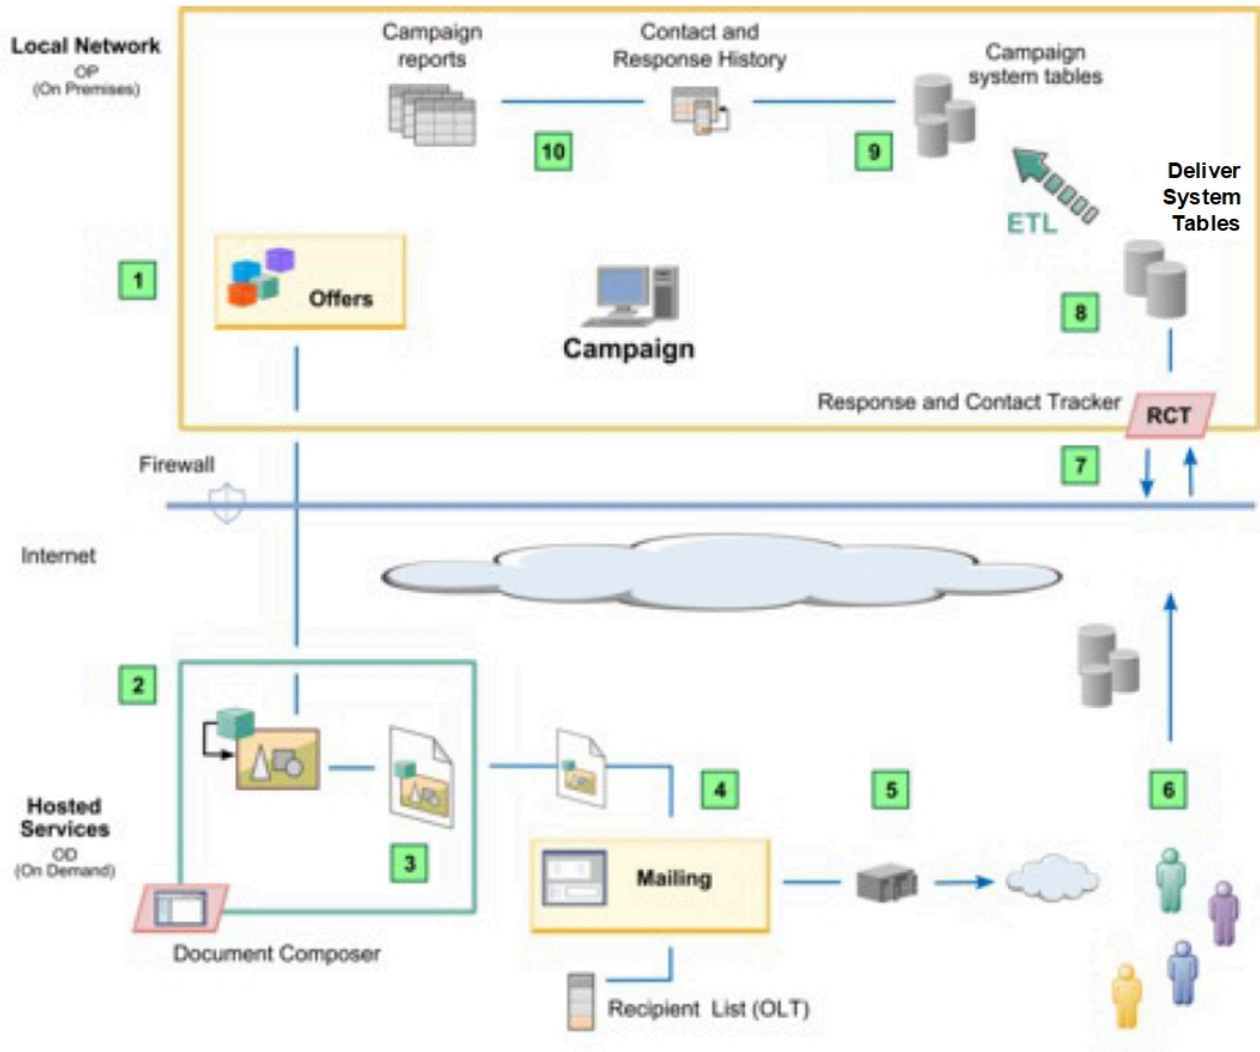 Local Network
OP
(On Premises)
Campaign
reports
Contact and
Response History
Campaign
system tables
10
9
Deliver
System
Tables
ETL
1
Offers
Campaign
8
Response and Contact Tracker
RCT
7
Firewall
Internet
2
3
4
5
6
Hosted
Services
OD
(On Demand)
Mailing
Document Composer
Recipient List (OLT)